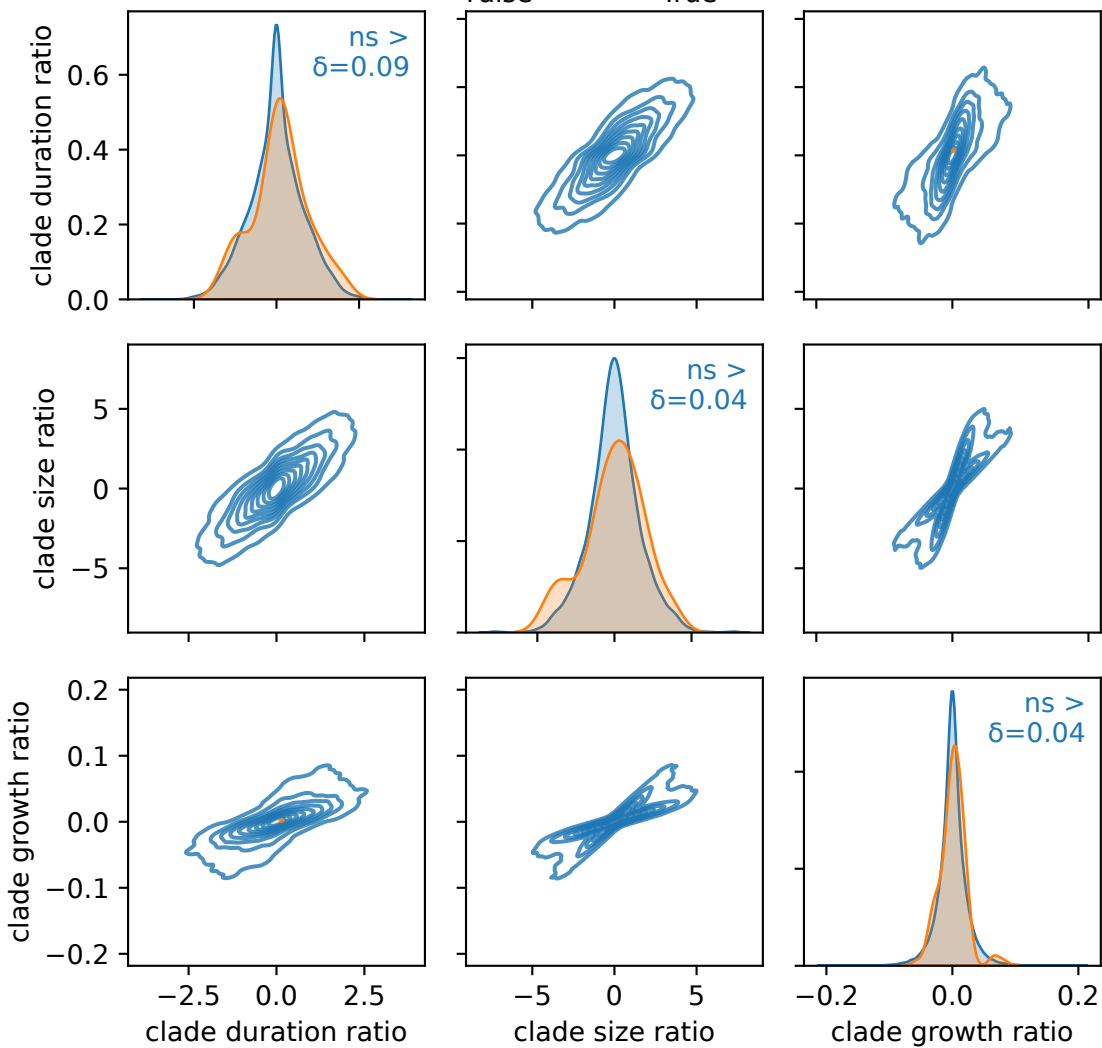 clade duration ratio
0.6
0.4
0.2
0.0
ns >
δ=0.09
clade size ratio
5
0
−5
ns >
δ=0.04
clade growth ratio
0.2
0.1
0.0
−0.1
−0.2
ns >
δ=0.04
−2.5 0.0 2.5
−5 0 5
−0.2 0.0 0.2
clade duration ratio
clade size ratio
clade growth ratio